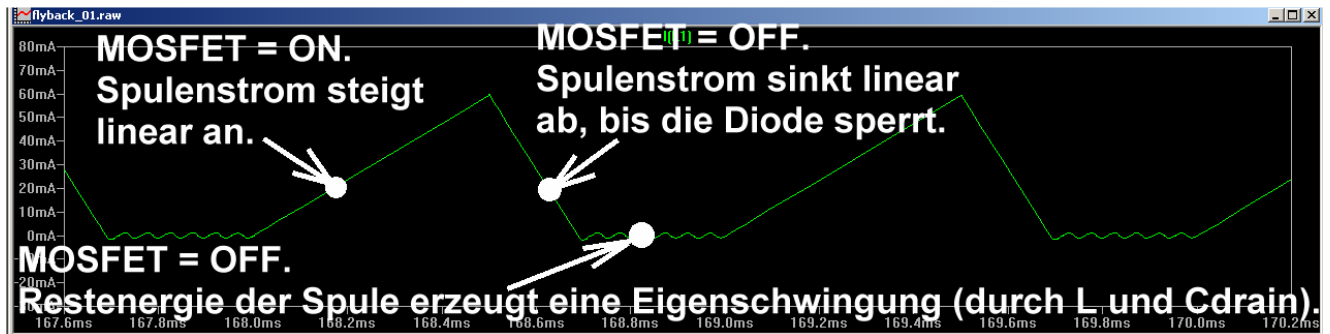 flyback_01.raw
MOSFET = ON.
Spulenstrom steigt
linear an.
MOSFET = OFF.
Spulenstrom sinkt linear
ab, bis die Diode sperrt.
80mA
70mA
60mA
50mA
40mA
30mA
20mA
10mA
0mA
MOSFET = OFF.
-20mA
Restenergie der Spule erzeugt eine Eigenschwingung (durch L und Cdrain).
167.6ms 167.8ms 168.0ms 168.2ms 168.4ms 168.6ms 168.8ms 169.0ms 169.2ms 169.4ms 169.6ms 169.8ms 170.0ms 170.2ms